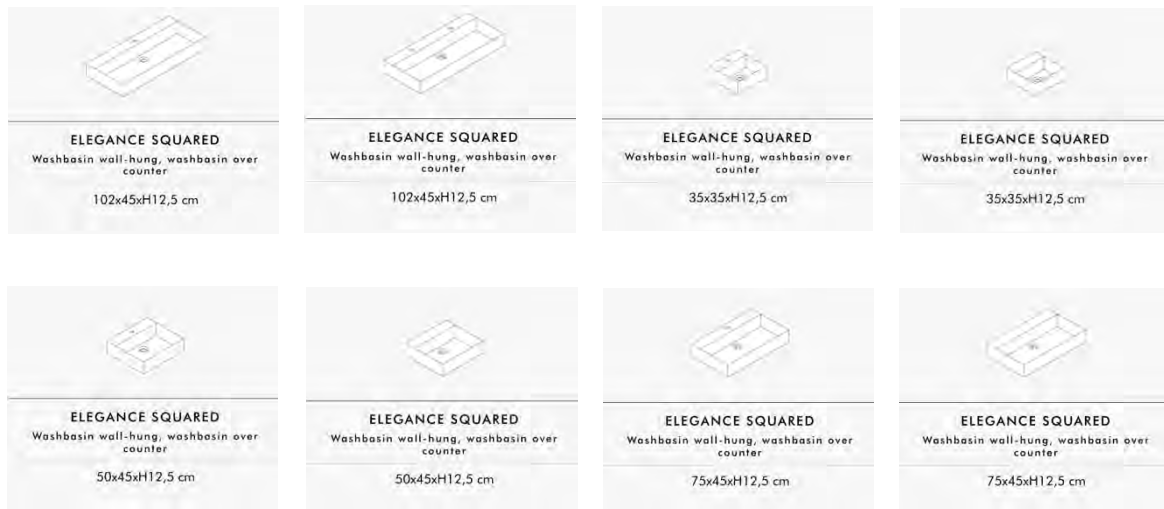 ELEGANCE SQUARED
Washbasin wall-hung, washbasin over
counter
102x45xH12,5 cm
ELEGANCE SQUARED
Washbasin wall-hung, washbasin over
counter
102x45xH12,5 cm
ELEGANCE SQUARED
Washbasin wall-hung, washbasin over
counter
35x35xH12,5 cm
ELEGANCE SQUARED
Washbasin wall-hung, washbasin over
counter
35x35xH12,5 cm
ELEGANCE SQUARED
Washbasin wall-hung, washbasin over
counter
50x45xH12,5 cm
ELEGANCE SQUARED
Washbasin wall-hung, washbasin over
counter
50x45xH12,5 cm
ELEGANCE SQUARED
Washbasin wall-hung, washbasin over
counter
75x45xH12,5 cm
ELEGANCE SQUARED
Washbasin wall-hung, washbasin over
counter
75x45xH12,5 cm